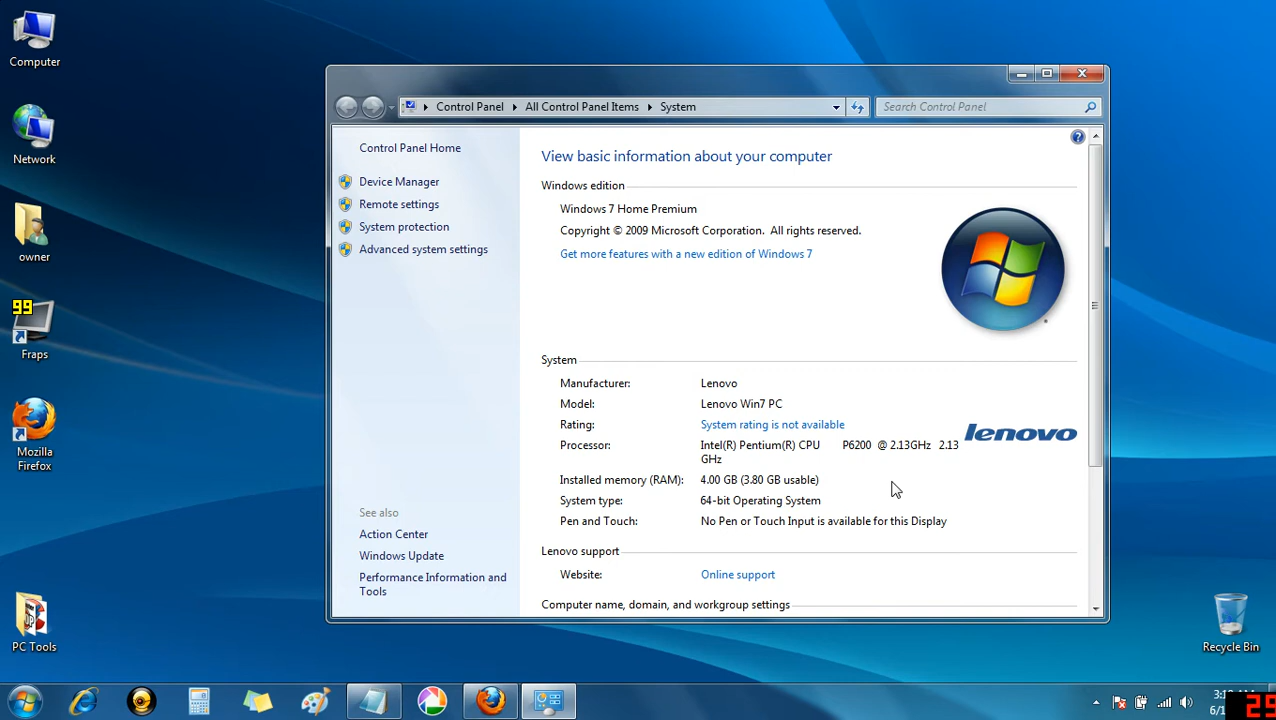 Computer
Network
owner
99
Fraps
Mozilla
Firefox
PC Tools
Control Panel
All Control Panel Items
System
Search Control Panel
Control Panel Home
Device Manager
Remote settings
System protection
Advanced system settings
See also
Action Center
Windows Update
Performance Information and
Tools
View basic information about your computer
Windows edition
Windows 7 Home Premium
Copyright © 2009 Microsoft Corporation. All rights reserved.
Get more features with a new edition of Windows 7
System
Manufacturer: Lenovo
Model: Lenovo Win7 PC
Rating: System rating is not available
Processor: Intel(R) Pentium(R) CPU P6200 @ 2.13GHz 2.13
GHz
lenovo
Installed memory (RAM): 4.00 GB (3.80 GB usable)
System type: 64-bit Operating System
Pen and Touch: No Pen or Touch Input is available for this Display
Lenovo support
Website: Online support
Computer name, domain, and workgroup settings
Recycle Bin